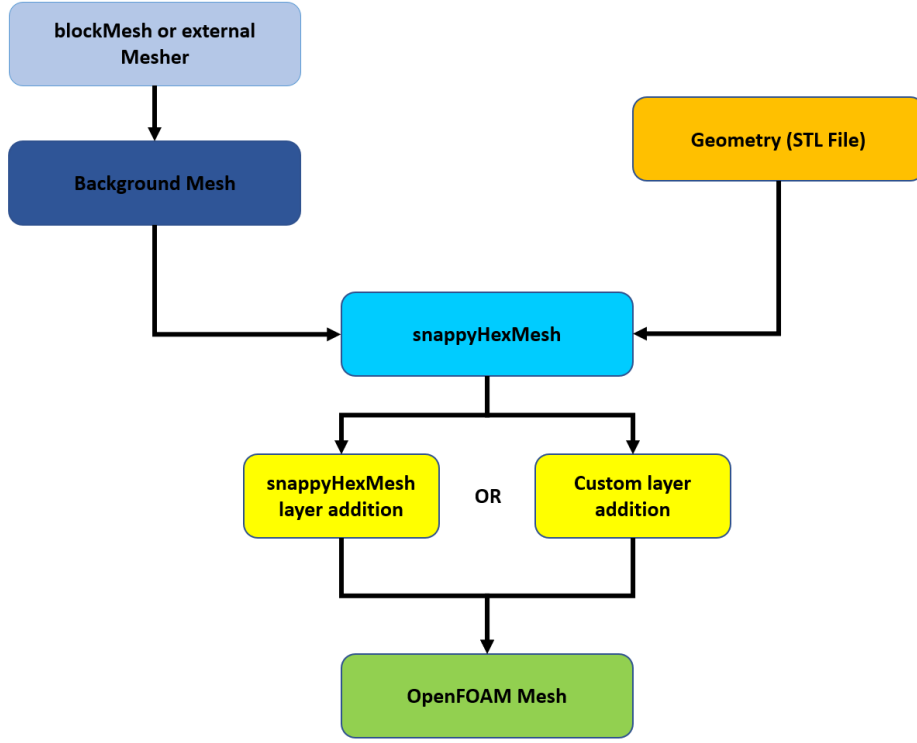 blockMesh or external
Mesher
Geometry (STL File)
Background Mesh
snappyHexMesh
snappyHexMesh
layer addition
OR
Custom layer
addition
OpenFOAM Mesh